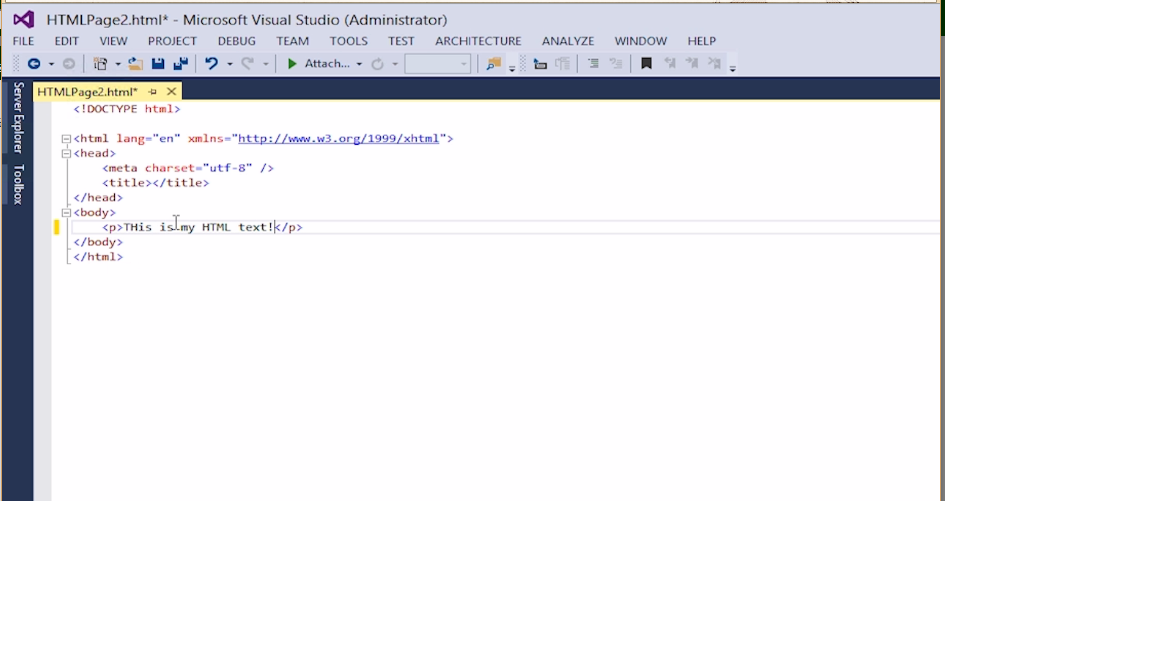 HTMLPage2.html* - Microsoft Visual Studio (Administrator)
FILE EDIT VIEW PROJECT DEBUG TEAM TOOLS TEST ARCHITECTURE ANALYZE WINDOW HELP
Attach...
Server Explorer
Toolbox
HTMLPage2.html*
<!DOCTYPE html>
<html lang="en" xmlns="http://www.w3.org/1999/xhtml">
<head>
<meta charset="utf-8" />
<title></title>
</head>
<body>
<p>THis is my HTML text!</p>
</body>
</html>